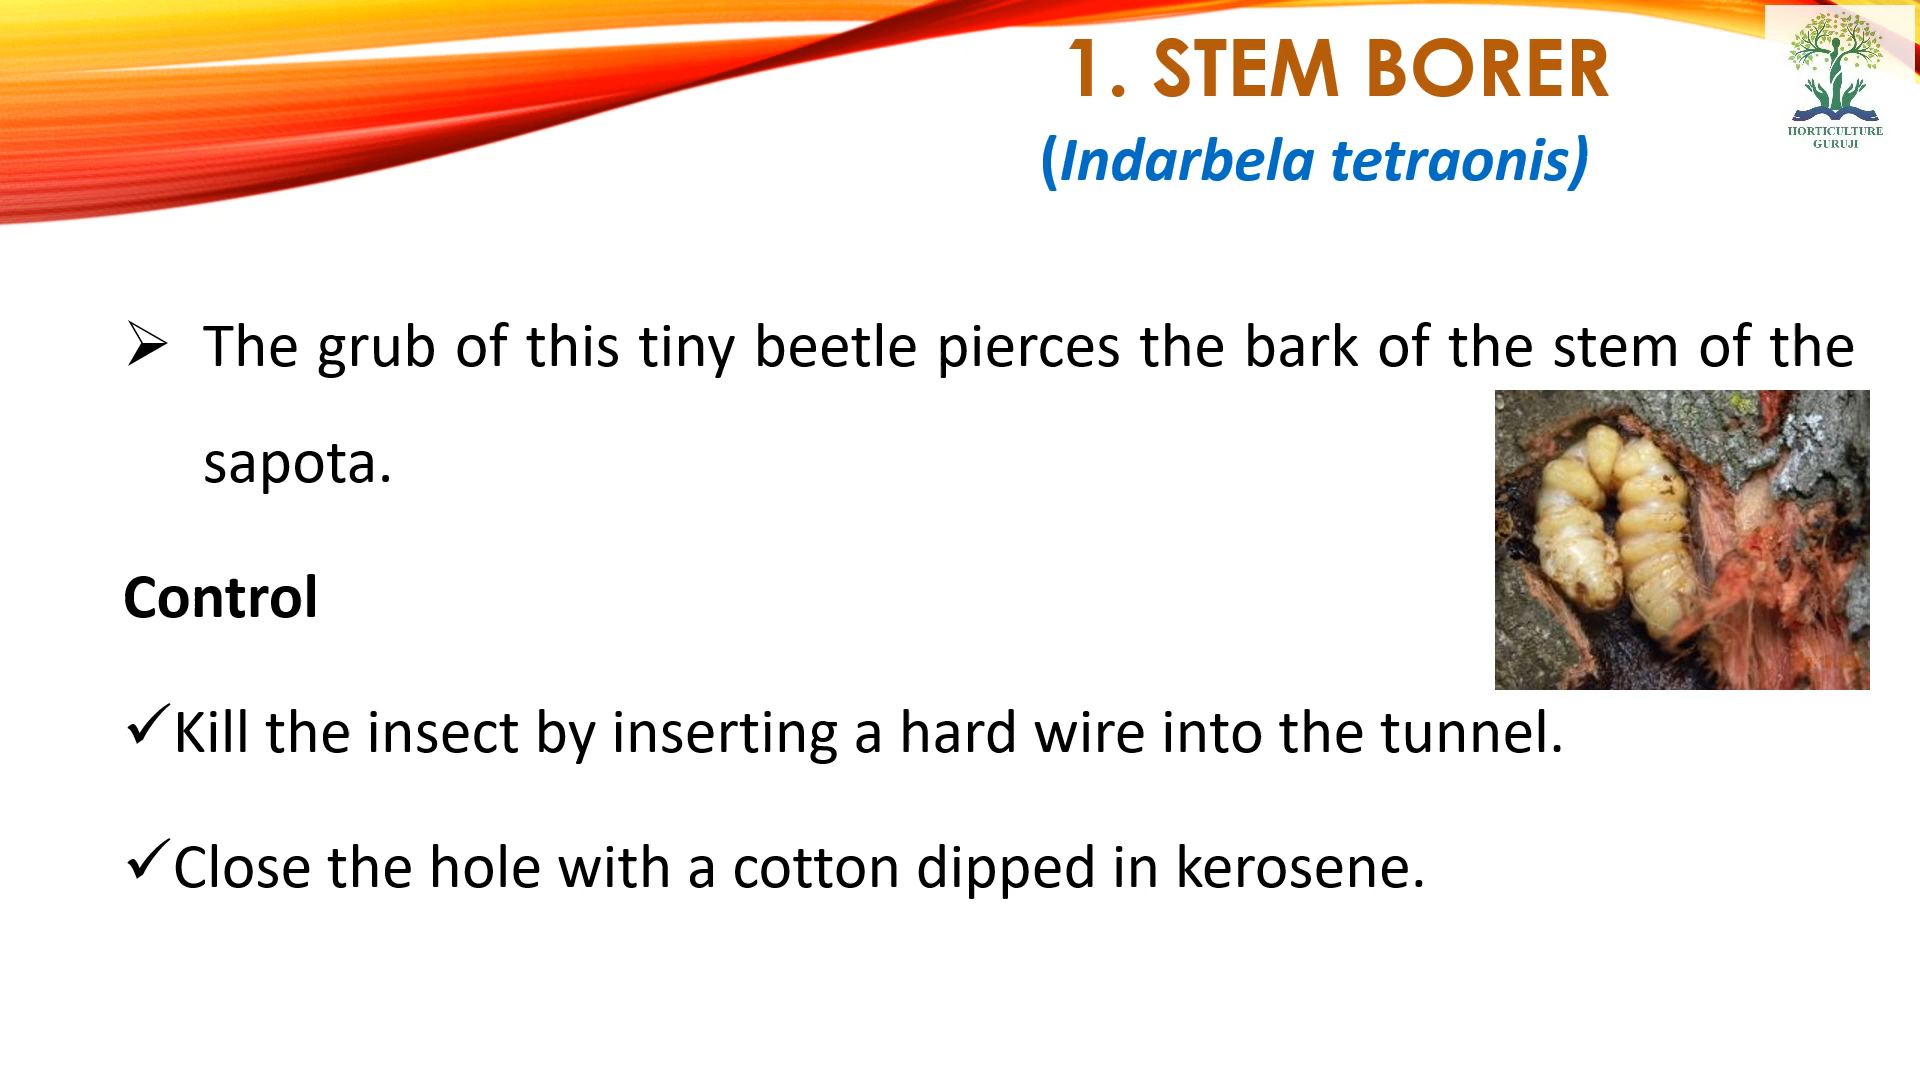 1. STEM BORER
(Indarbela tetraonis)
HORTICULTURE
GURUJI
The grub of this tiny beetle pierces the bark of the stem of the
sapota.
Control
Kill the insect by inserting a hard wire into the tunnel.
Close the hole with a cotton dipped in kerosene.